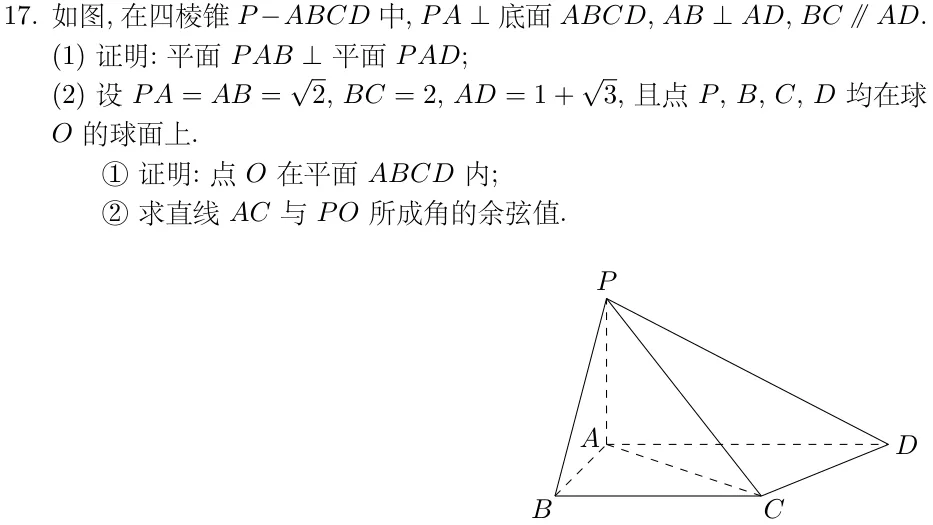 17. 如图, 在四棱锥 P−ABCD 中, PA ⊥ 底面 ABCD, AB ⊥ AD, BC ∥ AD.
(1) 证明: 平面 PAB ⊥ 平面 PAD;
(2) 设 PA = AB = √2, BC = 2, AD = 1 + √3, 且点 P, B, C, D 均在球
O 的球面上.
① 证明: 点 O 在平面 ABCD 内;
② 求直线 AC 与 PO 所成角的余弦值.
P
A
D
B
C